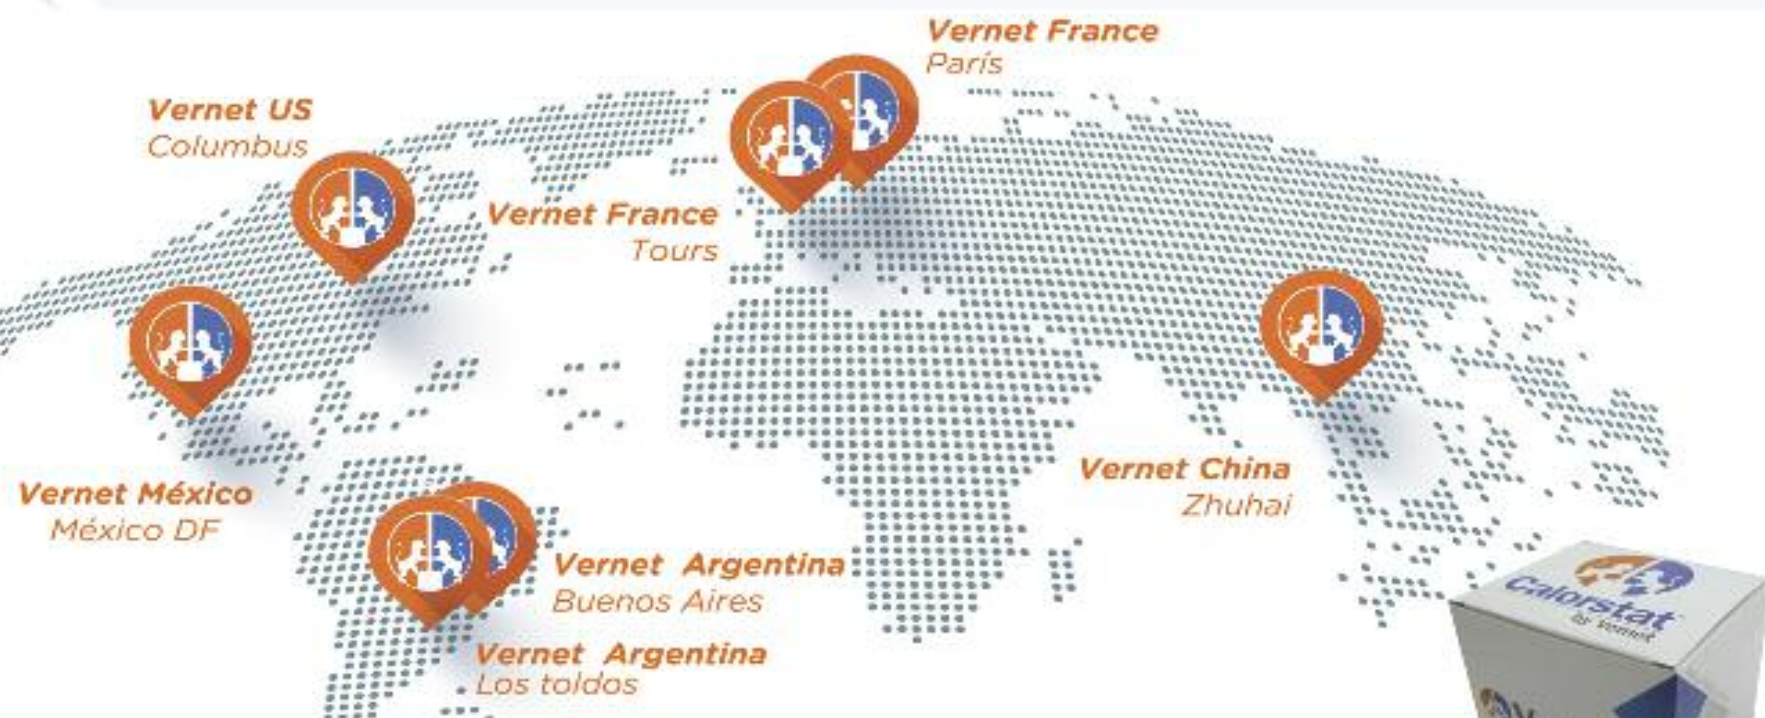 Vernet France
París
Vernet US
Columbus
Vernet France
Tours
Vernet China
Zhuhai
Vernet México
México DF
Vernet Argentina
Buenos Aires
Vernet Argentina
Los toldos
Calorstat
by Vernet